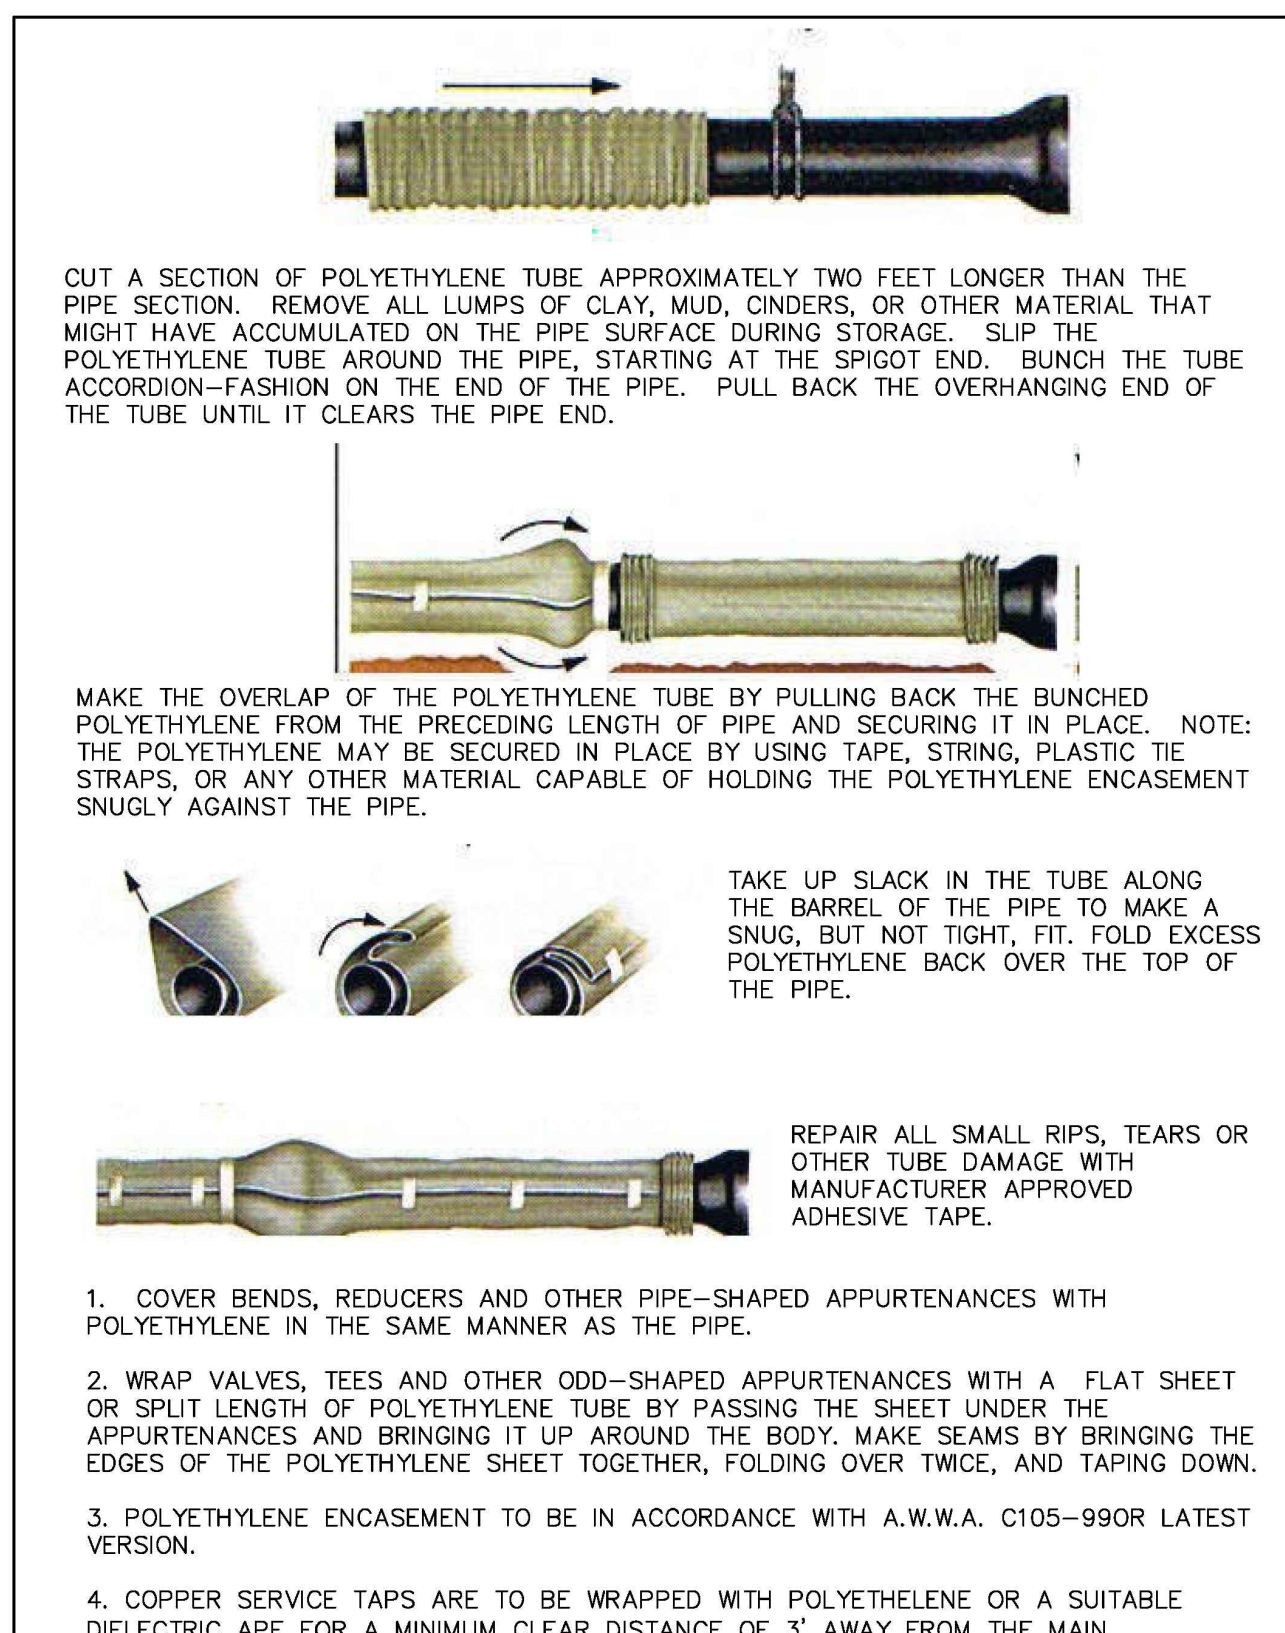 CUT A SECTION OF POLYETHYLENE TUBE APPROXIMATELY TWO FEET LONGER THAN THE
PIPE SECTION. REMOVE ALL LUMPS OF CLAY, MUD, CINDERS, OR OTHER MATERIAL THAT
MIGHT HAVE ACCUMULATED ON THE PIPE SURFACE DURING STORAGE. SLIP THE
POLYETHYLENE TUBE AROUND THE PIPE, STARTING AT THE SPIGOT END. BUNCH THE TUBE
ACCORDION-FASHION ON THE END OF THE PIPE. PULL BACK THE OVERHANGING END OF
THE TUBE UNTIL IT CLEARS THE PIPE END.
MAKE THE OVERLAP OF THE POLYETHYLENE TUBE BY PULLING BACK THE BUNCHED
POLYETHYLENE FROM THE PRECEDING LENGTH OF PIPE AND SECURING IT IN PLACE. NOTE:
THE POLYETHYLENE MAY BE SECURED IN PLACE BY USING TAPE, STRING, PLASTIC TIE
STRAPS, OR ANY OTHER MATERIAL CAPABLE OF HOLDING THE POLYETHYLENE ENCASEMENT
SNUGLY AGAINST THE PIPE.
TAKE UP SLACK IN THE TUBE ALONG
THE BARREL OF THE PIPE TO MAKE A
SNUG, BUT NOT TIGHT, FIT. FOLD EXCESS
POLYETHYLENE BACK OVER THE TOP OF
THE PIPE.
REPAIR ALL SMALL RIPS, TEARS OR
OTHER TUBE DAMAGE WITH
MANUFACTURER APPROVED
ADHESIVE TAPE.
1. COVER BENDS, REDUCERS AND OTHER PIPE-SHAPED APPURTENANCES WITH
POLYETHYLENE IN THE SAME MANNER AS THE PIPE.
2. WRAP VALVES, TEES AND OTHER ODD-SHAPED APPURTENANCES WITH A FLAT SHEET
OR SPLIT LENGTH OF POLYETHYLENE TUBE BY PASSING THE SHEET UNDER THE
APPURTENANCES AND BRINGING IT UP AROUND THE BODY. MAKE SEAMS BY BRINGING THE
EDGES OF THE POLYETHYLENE SHEET TOGETHER, FOLDING OVER TWICE, AND TAPING DOWN.
3. POLYETHYLENE ENCASEMENT TO BE IN ACCORDANCE WITH A.W.W.A. C105-99OR LATEST
VERSION.
4. COPPER SERVICE TAPS ARE TO BE WRAPPED WITH POLYETHELENE OR A SUITABLE
DIELECTRIC APE FOR A MINIMUM CLEAR DISTANCE OF 3' AWAY FROM THE MAIN